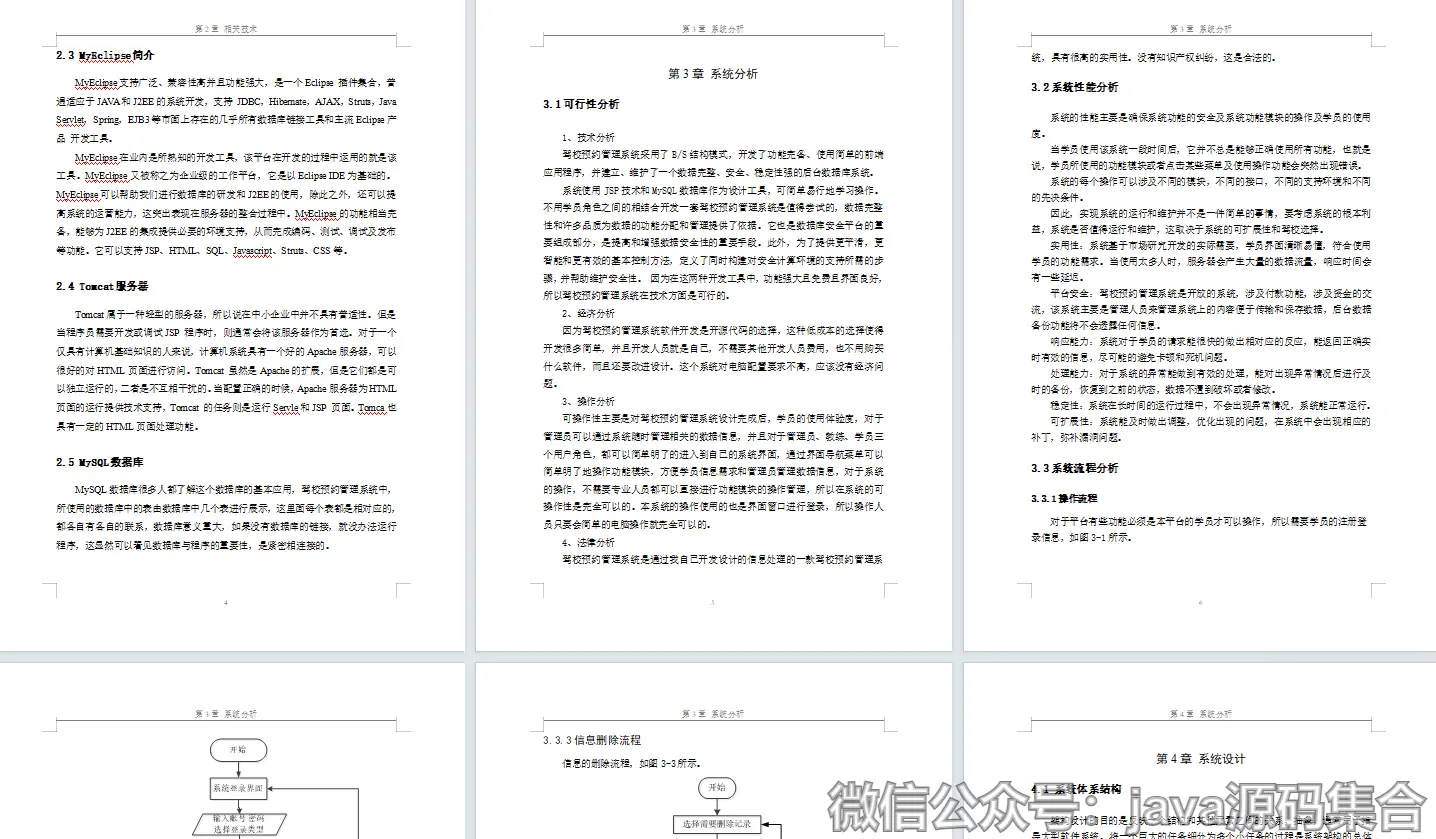 第 2 章 相关技术
2.3 MyEclipse简介
MyEclipse 支持广泛、兼容性高并且功能强大，是一个 Eclipse 插件集合，普
通适应于 JAVA 和 J2EE 的系统开发，支持 JDBC，Hibernate，AJAX，Struts，Java
Servlet，Spring，EJB3 等市面上存在的几乎所有数据库链接工具和主流 Eclipse 产
品 开发工具。
MyEclipse 在业内是所熟知的开发工具，该平台在开发的过程中运用的就是该
工具。MyEclipse 又被称之为企业级的工作平台，它是以 Eclipse IDE 为基础的。
MyEclipse 可以帮助我们进行数据库的研发和 J2EE 的使用，除此之外，还可以提
高系统的运营能力，这突出表现在服务器的整合过程中。MyEclipse 的功能相当完
备，能够为 J2EE 的集成提供必要的环境支持，从而完成编码、测试、调试及发布
等功能。它可以支持 JSP、HTML、SQL、Javascript、Struts、CSS 等。
2.4 Tomcat 服务器
Tomcat 属于一种轻型的服务器，所以说在中小企业中并不具有普适性。但是
当程序员需要开发或调试 JSP 程序时，则通常会将该服务器作为首选。对于一个
仅具有计算机基础知识的人来说，计算机系统具有一个好的 Apache 服务器，可以
很好的对 HTML 页面进行访问。Tomcat 虽然是 Apache 的扩展，但是它们都是可
以独立运行的，二者是不互相干扰的。当配置正确的时候，Apache 服务器为 HTML
页面的运行提供技术支持，Tomcat 的任务则是运行 Servle 和 JSP 页面。Tomca 也
具有一定的 HTML 页面处理功能。
2.5 MySQL 数据库
MySQL 数据库很多人都了解这个数据库的基本应用，驾校预约管理系统中，
所使用的数据库中的表由数据库中几个表进行展示，这里面每个表都是相对应的，
都各自有各自的联系，数据库意义重大，如果没有数据库的链接，就没办法运行
程序，这显然可以看见数据库与程序的重要性，是紧密相连接的。
4
第 3 章 系统分析
第 3 章 系统分析
3.1 可行性分析
1、技术分析
驾校预约管理系统采用了 B/S 结构模式，开发了功能完备、使用简单的前端
应用程序，并建立、维护了一个数据完整、安全、稳定性强的后台数据库系统。
系统使用 JSP 技术和 MySQL 数据库作为设计工具，可简单易行地学习操作。
不用学员角色之间的相结合开发一套驾校预约管理系统是值得尝试的，数据完整
性和许多品质为数据的功能分配和管理提供了依据。它也是数据库安全平台的重
要组成部分，是提高和增强数据安全性的重要手段。此外，为了提供更平滑，更
智能和更有效的基本控制方法，定义了同时构建对安全计算环境的支持所需的步
骤，并帮助维护安全性。 因为在这两种开发工具中，功能强大且免费且界面良好，
所以驾校预约管理系统在技术方面是可行的。
2、经济分析
因为驾校预约管理系统软件开发是开源代码的选择，这种低成本的选择使得
开发很多简单，并且开发人员就是自己，不需要其他开发人员费用，也不用购买
什么软件，而且还要改进设计。这个系统对电脑配置要求不高，应该没有经济问
题。
3、操作分析
可操作性主要是对驾校预约管理系统设计完成后，学员的使用体验度，对于
管理员可以通过系统随时管理相关的数据信息，并且对于管理员、教练、学员三
个用户角色，都可以简单明了的进入到自己的系统界面，通过界面导航菜单可以
简单明了地操作功能模块，方便学员信息需求和管理员管理数据信息，对于系统
的操作，不需要专业人员都可以直接进行功能模块的操作管理，所以在系统的可
操作性是完全可以的。本系统的操作使用的也是界面窗口进行登录，所以操作人
员只要会简单的电脑操作就完全可以的。
4、法律分析
驾校预约管理系统是通过我自己开发设计的信息处理的一款驾校预约管理系
5
第 3 章 系统分析
统，具有很高的实用性。没有知识产权纠纷，这是合法的。
3.2 系统性能分析
系统的性能主要是确保系统功能的安全及系统功能模块的操作及学员的使用
度。
当学员使用该系统一段时间后，它并不总是能够正确使用所有功能，也就是
说，学员所使用的功能模块或者点击某些菜单及使用操作功能会突然出现错误。
系统的每个操作可以涉及不同的模块，不同的接口，不同的支持环境和不同
的先决条件。
因此，实现系统的运行和维护并不是一件简单的事情，要考虑系统的根本利
益，系统是否值得运行和维护，这取决于系统的可扩展性和驾校选择。
实用性：系统基于市场研究开发的实际需要，学员界面清晰易懂，符合使用
学员的功能需求。当使用太多人时，服务器会产生大量的数据流量，响应时间会
有一些延迟。
平台安全：驾校预约管理系统是开放的系统，涉及付款功能，涉及资金的交
流，该系统主要是管理人员来管理系统上的内容便于传输和保存数据，后台数据
备份功能将不会透露任何信息。
响应能力：系统对于学员的请求能很快的做出相对应的反应，能返回正确实
时有效的信息，尽可能的避免卡顿和死机问题。
处理能力：对于系统的异常能做到有效的处理，能对出现异常情况后进行及
时的备份，恢复到之前的状态，数据不遭到破坏或者修改。
稳定性：系统在长时间的运行过程中，不会出现异常情况，系统能正常运行。
可扩展性：系统能及时做出调整，优化出现的问题，在系统中会出现相应的
补丁，弥补漏洞问题。
3.3 系统流程分析
3.3.1 操作流程
对于平台有些功能必须是本平台的学员才可以操作，所以需要学员的注册登
录信息，如图 3-1 所示。
6
第 3 章 系统分析
开始
系统登录界面
输入账号密码
选择登录类型
第 3 章 系统分析
3.3.3 信息删除流程
信息的删除流程，如图 3-3 所示。
开始
选择需要删除记录
第 4 章 系统分析
第 4 章 系统设计
4.1 系统体系结构
微信公众号：java源码集合